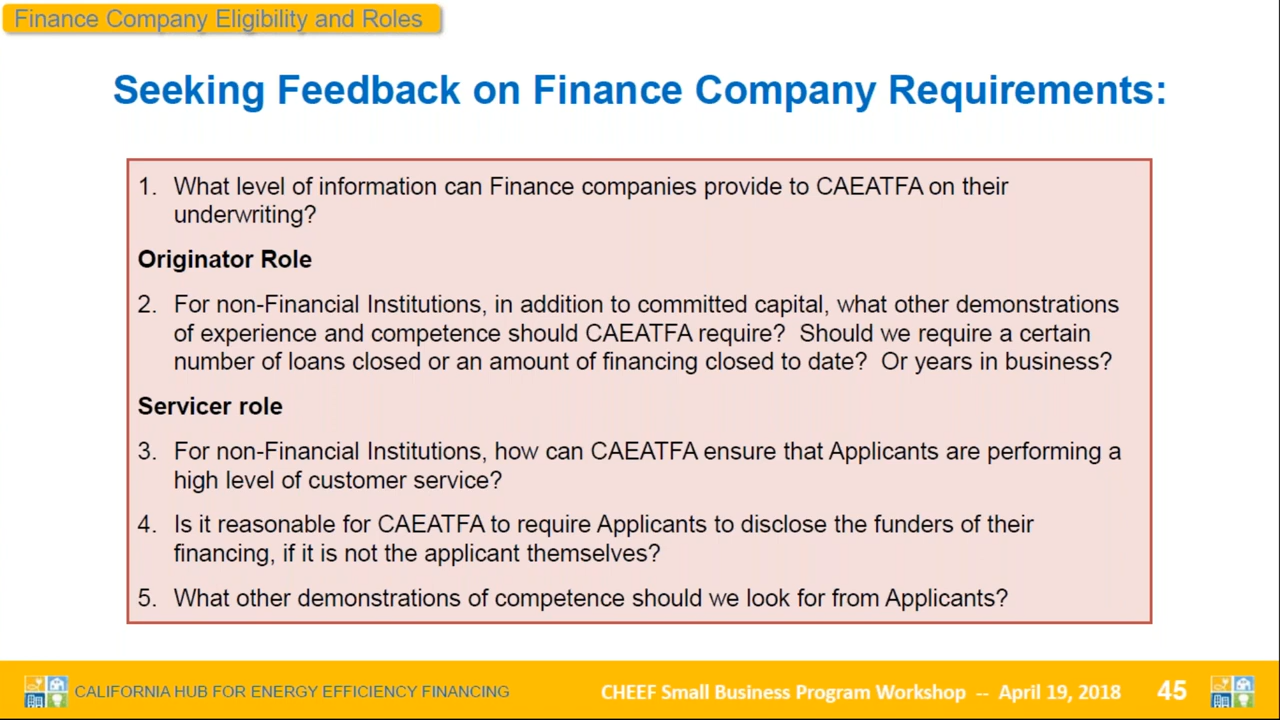 Finance Company Eligibility and Roles
Seeking Feedback on Finance Company Requirements:
1. What level of information can Finance companies provide to CAEATFA on their
underwriting?
Originator Role
2. For non-Financial Institutions, in addition to committed capital, what other demonstrations
of experience and competence should CAEATFA require? Should we require a certain
number of loans closed or an amount of financing closed to date? Or years in business?
Servicer role
3. For non-Financial Institutions, how can CAEATFA ensure that Applicants are performing a
high level of customer service?
4. Is it reasonable for CAEATFA to require Applicants to disclose the funders of their
financing, if it is not the applicant themselves?
5. What other demonstrations of competence should we look for from Applicants?
CALIFORNIA HUB FOR ENERGY EFFICIENCY FINANCING
CHEEF Small Business Program Workshop -- April 19, 2018
45